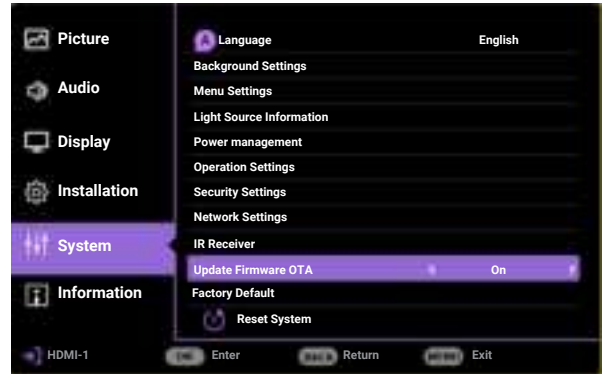 Picture
Audio
Display
Installation
System
Information
Language English
Background Settings
Menu Settings
Light Source Information
Power management
Operation Settings
Security Settings
Network Settings
IR Receiver
Update Firmware OTA On
Factory Default
Reset System
HDMI-1 Enter BACK Return MENU Exit